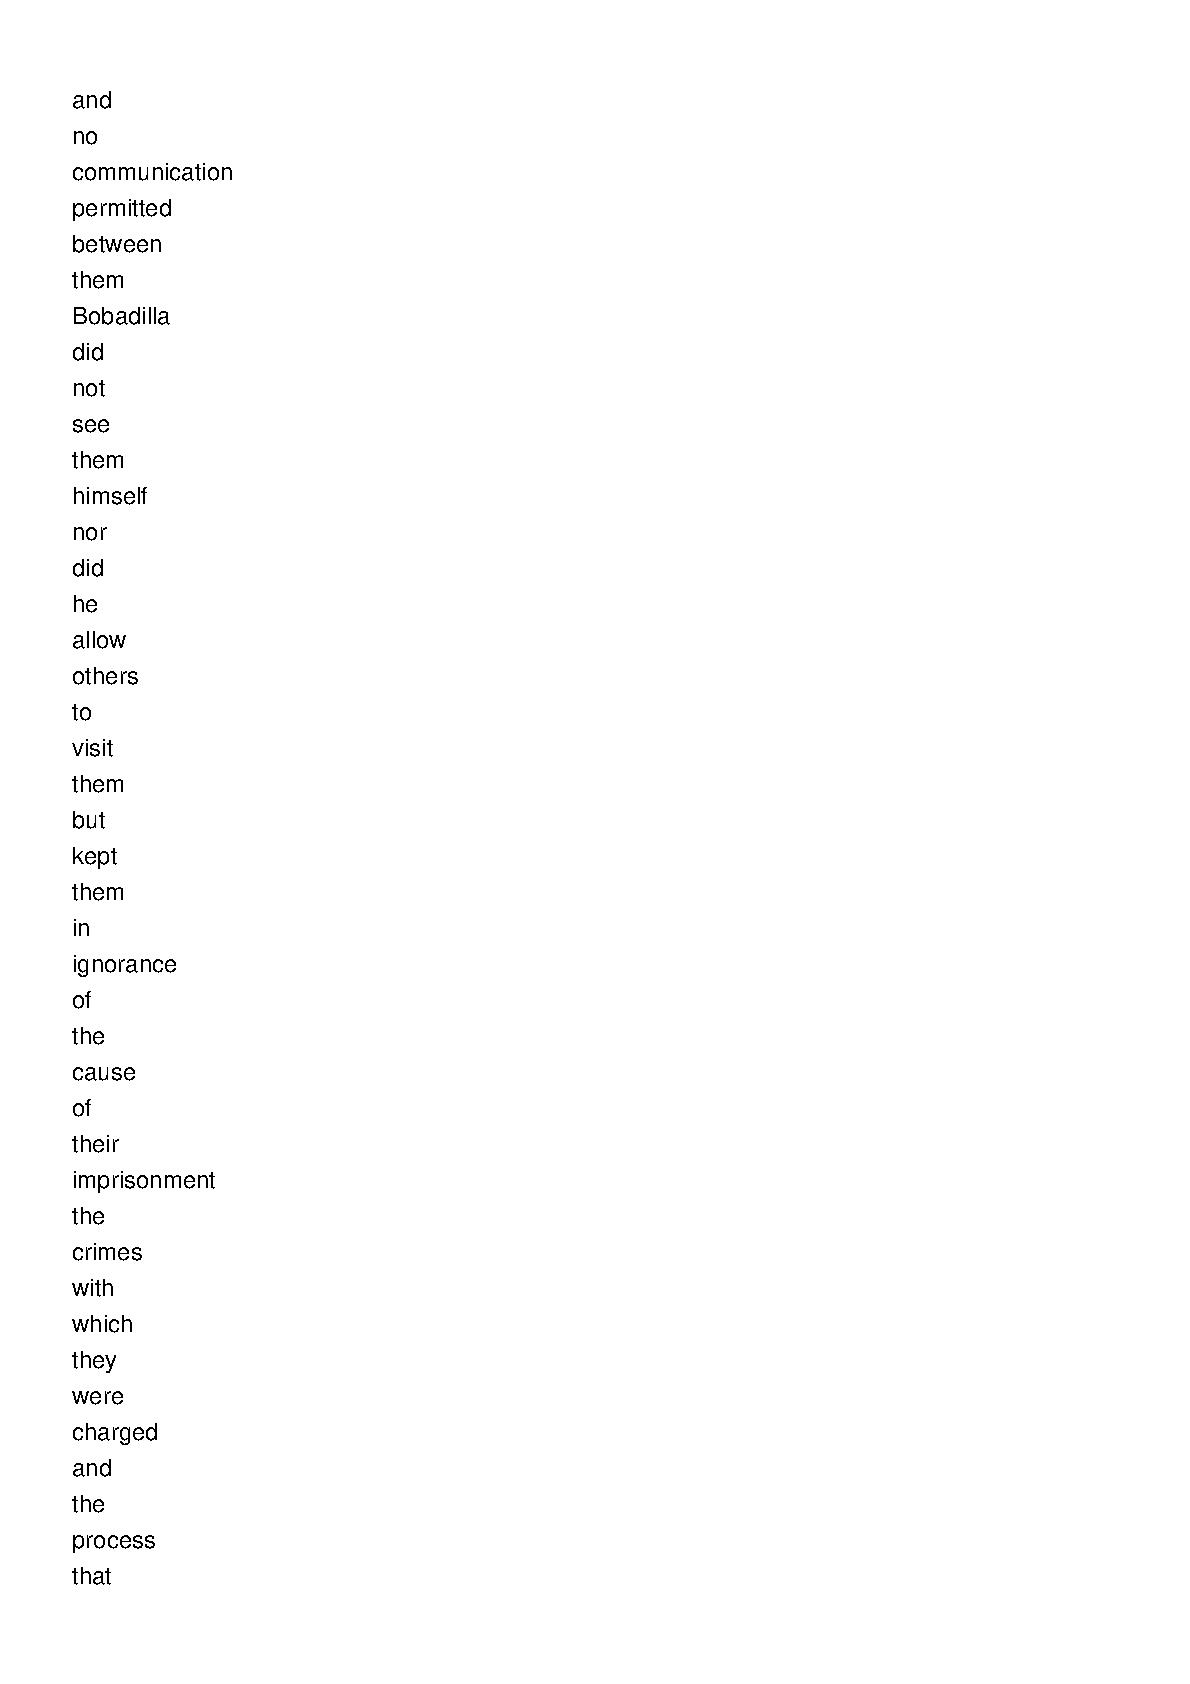 and
no
communication
permitted
between
them
Bobadilla
did
not
see
them
himself
nor
did
he
allow
others
to
visit
them
but
kept
them
in
ignorance
of
the
cause
of
their
imprisonment
the
crimes
with
which
they
were
charged
and
the
process
that